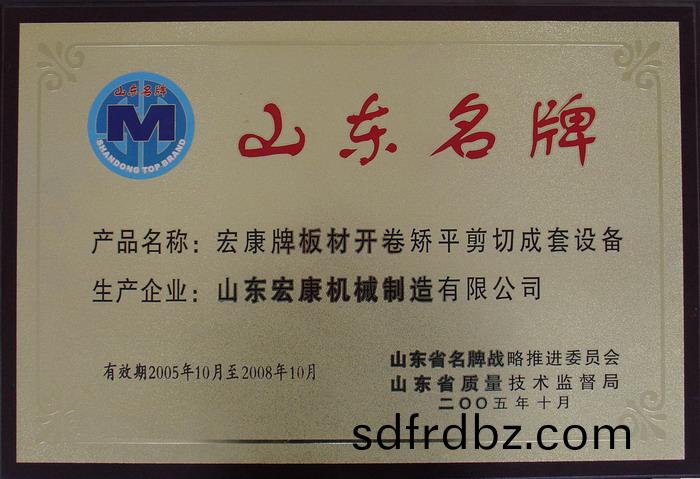 山东名牌
M
SHANDONG TOP BRAND
山东名牌
产品名称：宏康牌板材开卷矫平剪切成套设备
生产企业：山东宏康机械制造有限公司
有效期2005年10月至2008年10月
山东省名牌战略推进委员会
山东省质量技术监督局
二〇〇五年十月
sdfrdbz.com